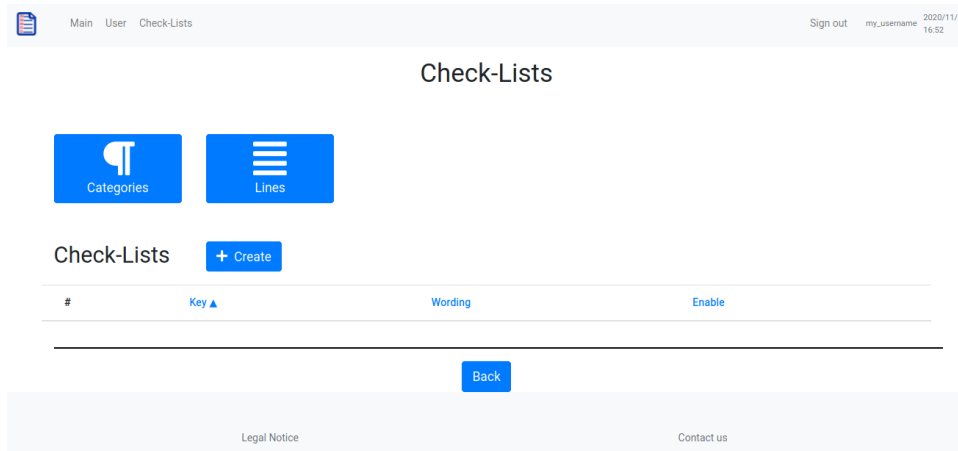 Main User Check-Lists Sign out my_username 2020/11/
16:52
Check-Lists
Categories Lines
Check-Lists + Create
# Key ▲ Wording Enable
Back
Legal Notice Contact us